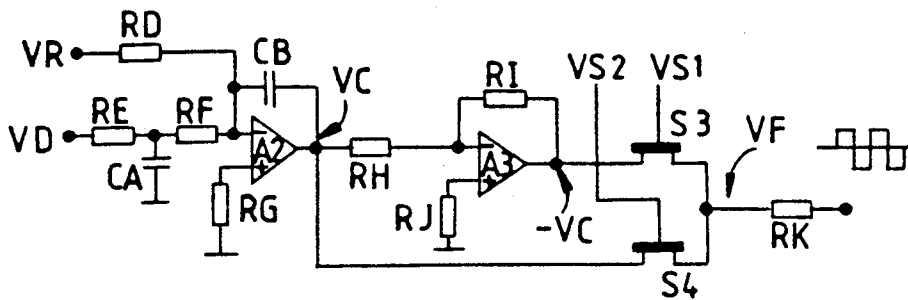 RD
VR
CB
VC
RI
VS2
VS1
S3
VF
RE
RF
VD
A2
A3
CA
RH
RG
RJ
-VC
RK
S4